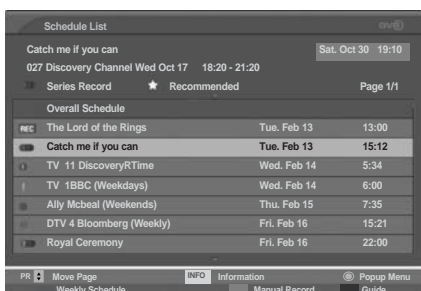 Schedule List
Catch me if you can Sat. Oct 30 19:10
027 Discovery Channel Wed Oct 17 18:20 - 21:20
Series Record Recommended Page 1/1
Overall Schedule
REC The Lord of the Rings Tue. Feb 13 13:00
Catch me if you can Tue. Feb 13 15:12
TV 11 DiscoveryRTime Wed. Feb 14 5:34
TV 1BBC (Weekdays) Wed. Feb 14 6:00
Ally Mcbeal (Weekends) Thu. Feb 15 7:35
DTV 4 Bloomberg (Weekly) Fri. Feb 16 15:21
Royal Ceremony Fri. Feb 16 22:00
PR Move Page INFO Information Popup Menu
Weekly Schedule Manual Record Guide